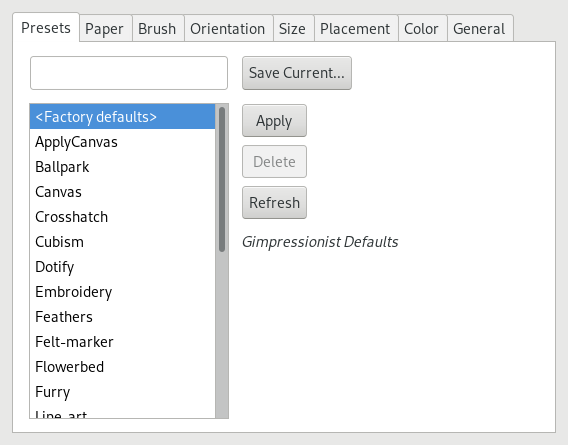 Presets Paper Brush Orientation Size Placement Color General
Save Current...
<Factory defaults>
ApplyCanvas
Ballpark
Canvas
Crosshatch
Cubism
Dotify
Embroidery
Feathers
Felt-marker
Flowerbed
Furry
Line-art
Apply
Delete
Refresh
Gimpressionist Defaults